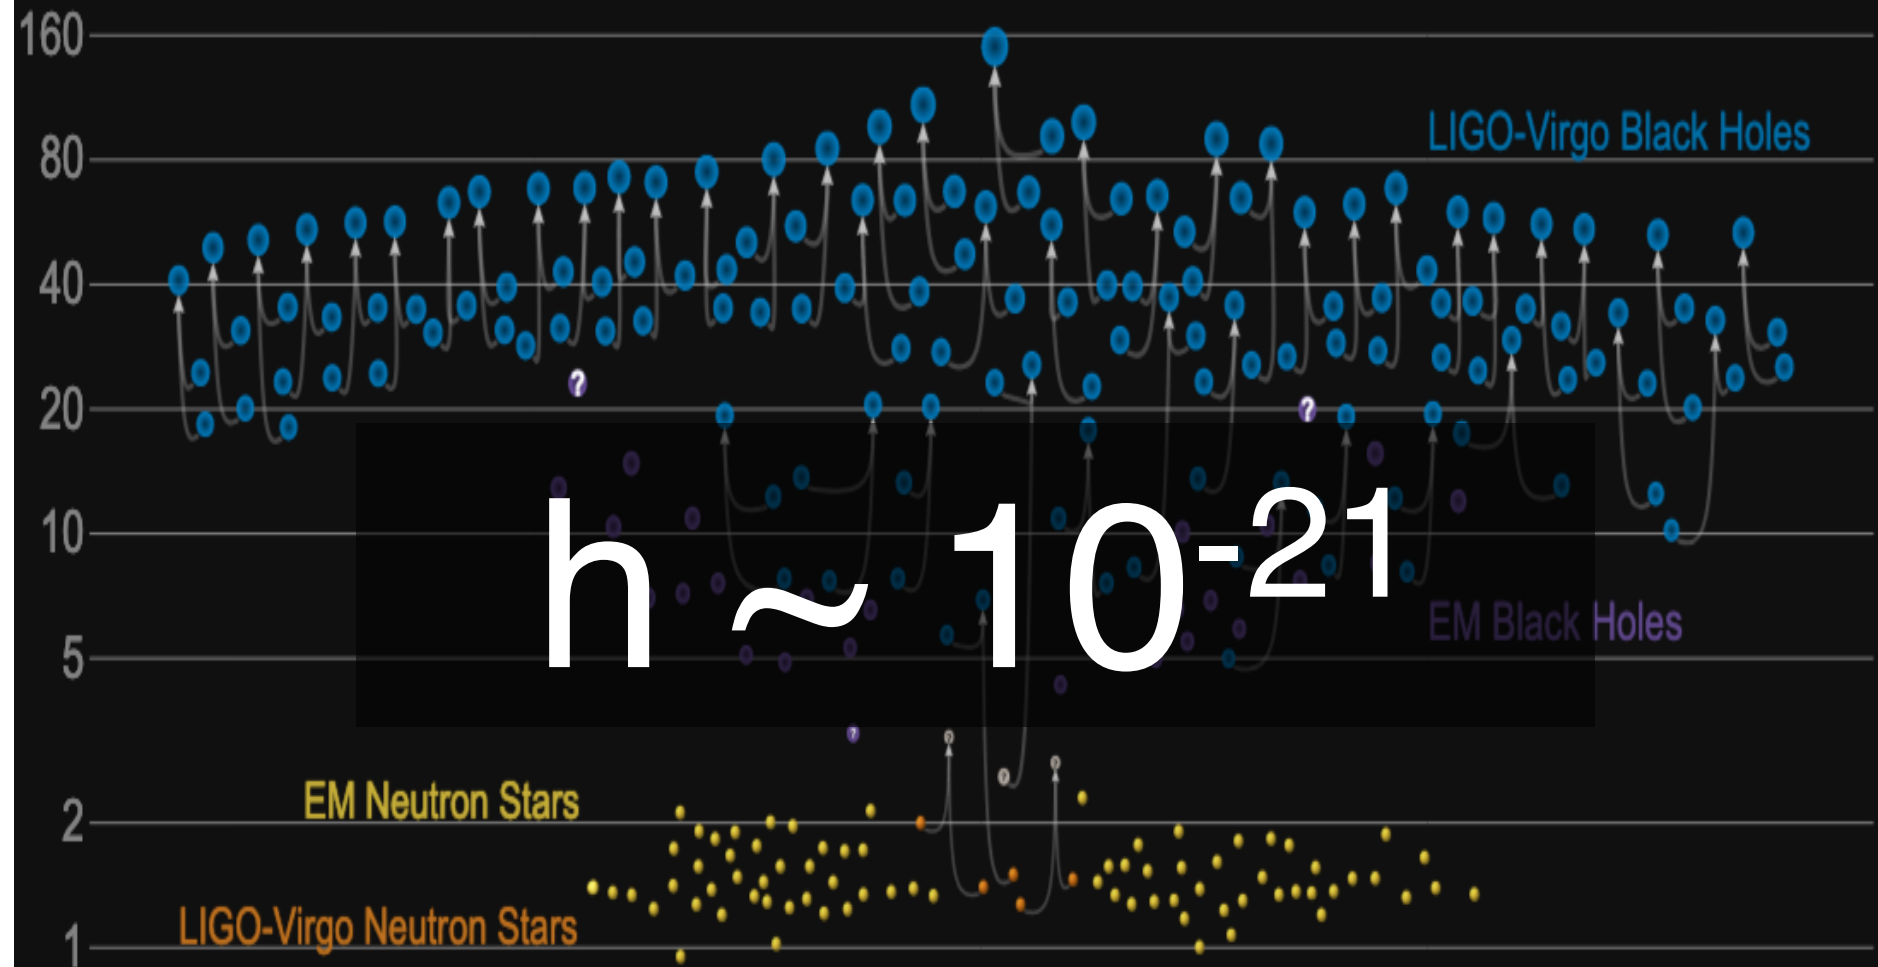 160
LIGO-Virgo Black Holes
80
40
?
20
?
h ~ 10^-21
10
EM Black Holes
5
?
?
?
?
EM Neutron Stars
2
LIGO-Virgo Neutron Stars
1